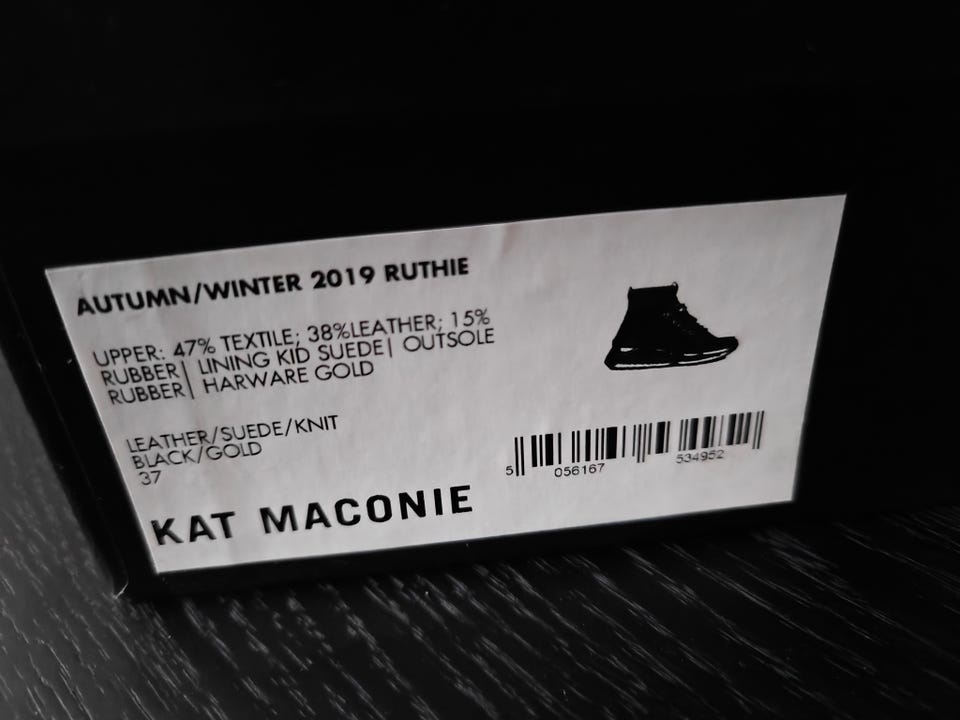 AUTUMN/WINTER 2019 RUTHIE
UPPER: 47% TEXTILE; 38%LEATHER; 15%
RUBBER| LINING KID SUEDE| OUTSOLE
RUBBER| HARWARE GOLD
LEATHER/SUEDE/KNIT
BLACK/GOLD
37
5 056167 534952
KAT MACONIE